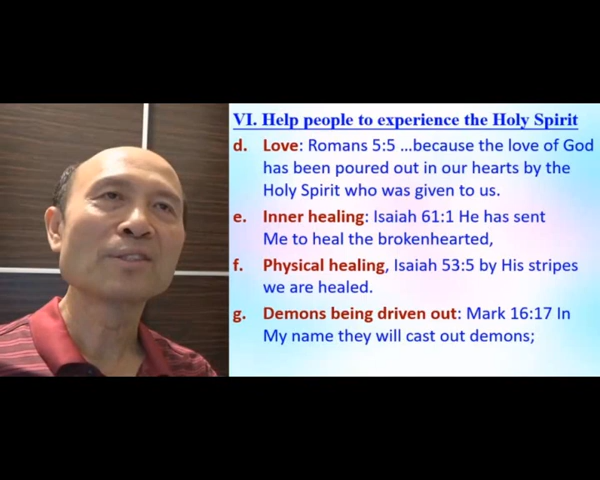 VI. Help people to experience the Holy Spirit
d. Love: Romans 5:5 ...because the love of God
has been poured out in our hearts by the
Holy Spirit who was given to us.
e. Inner healing: Isaiah 61:1 He has sent
Me to heal the brokenhearted,
f. Physical healing, Isaiah 53:5 by His stripes
we are healed.
g. Demons being driven out: Mark 16:17 In
My name they will cast out demons;